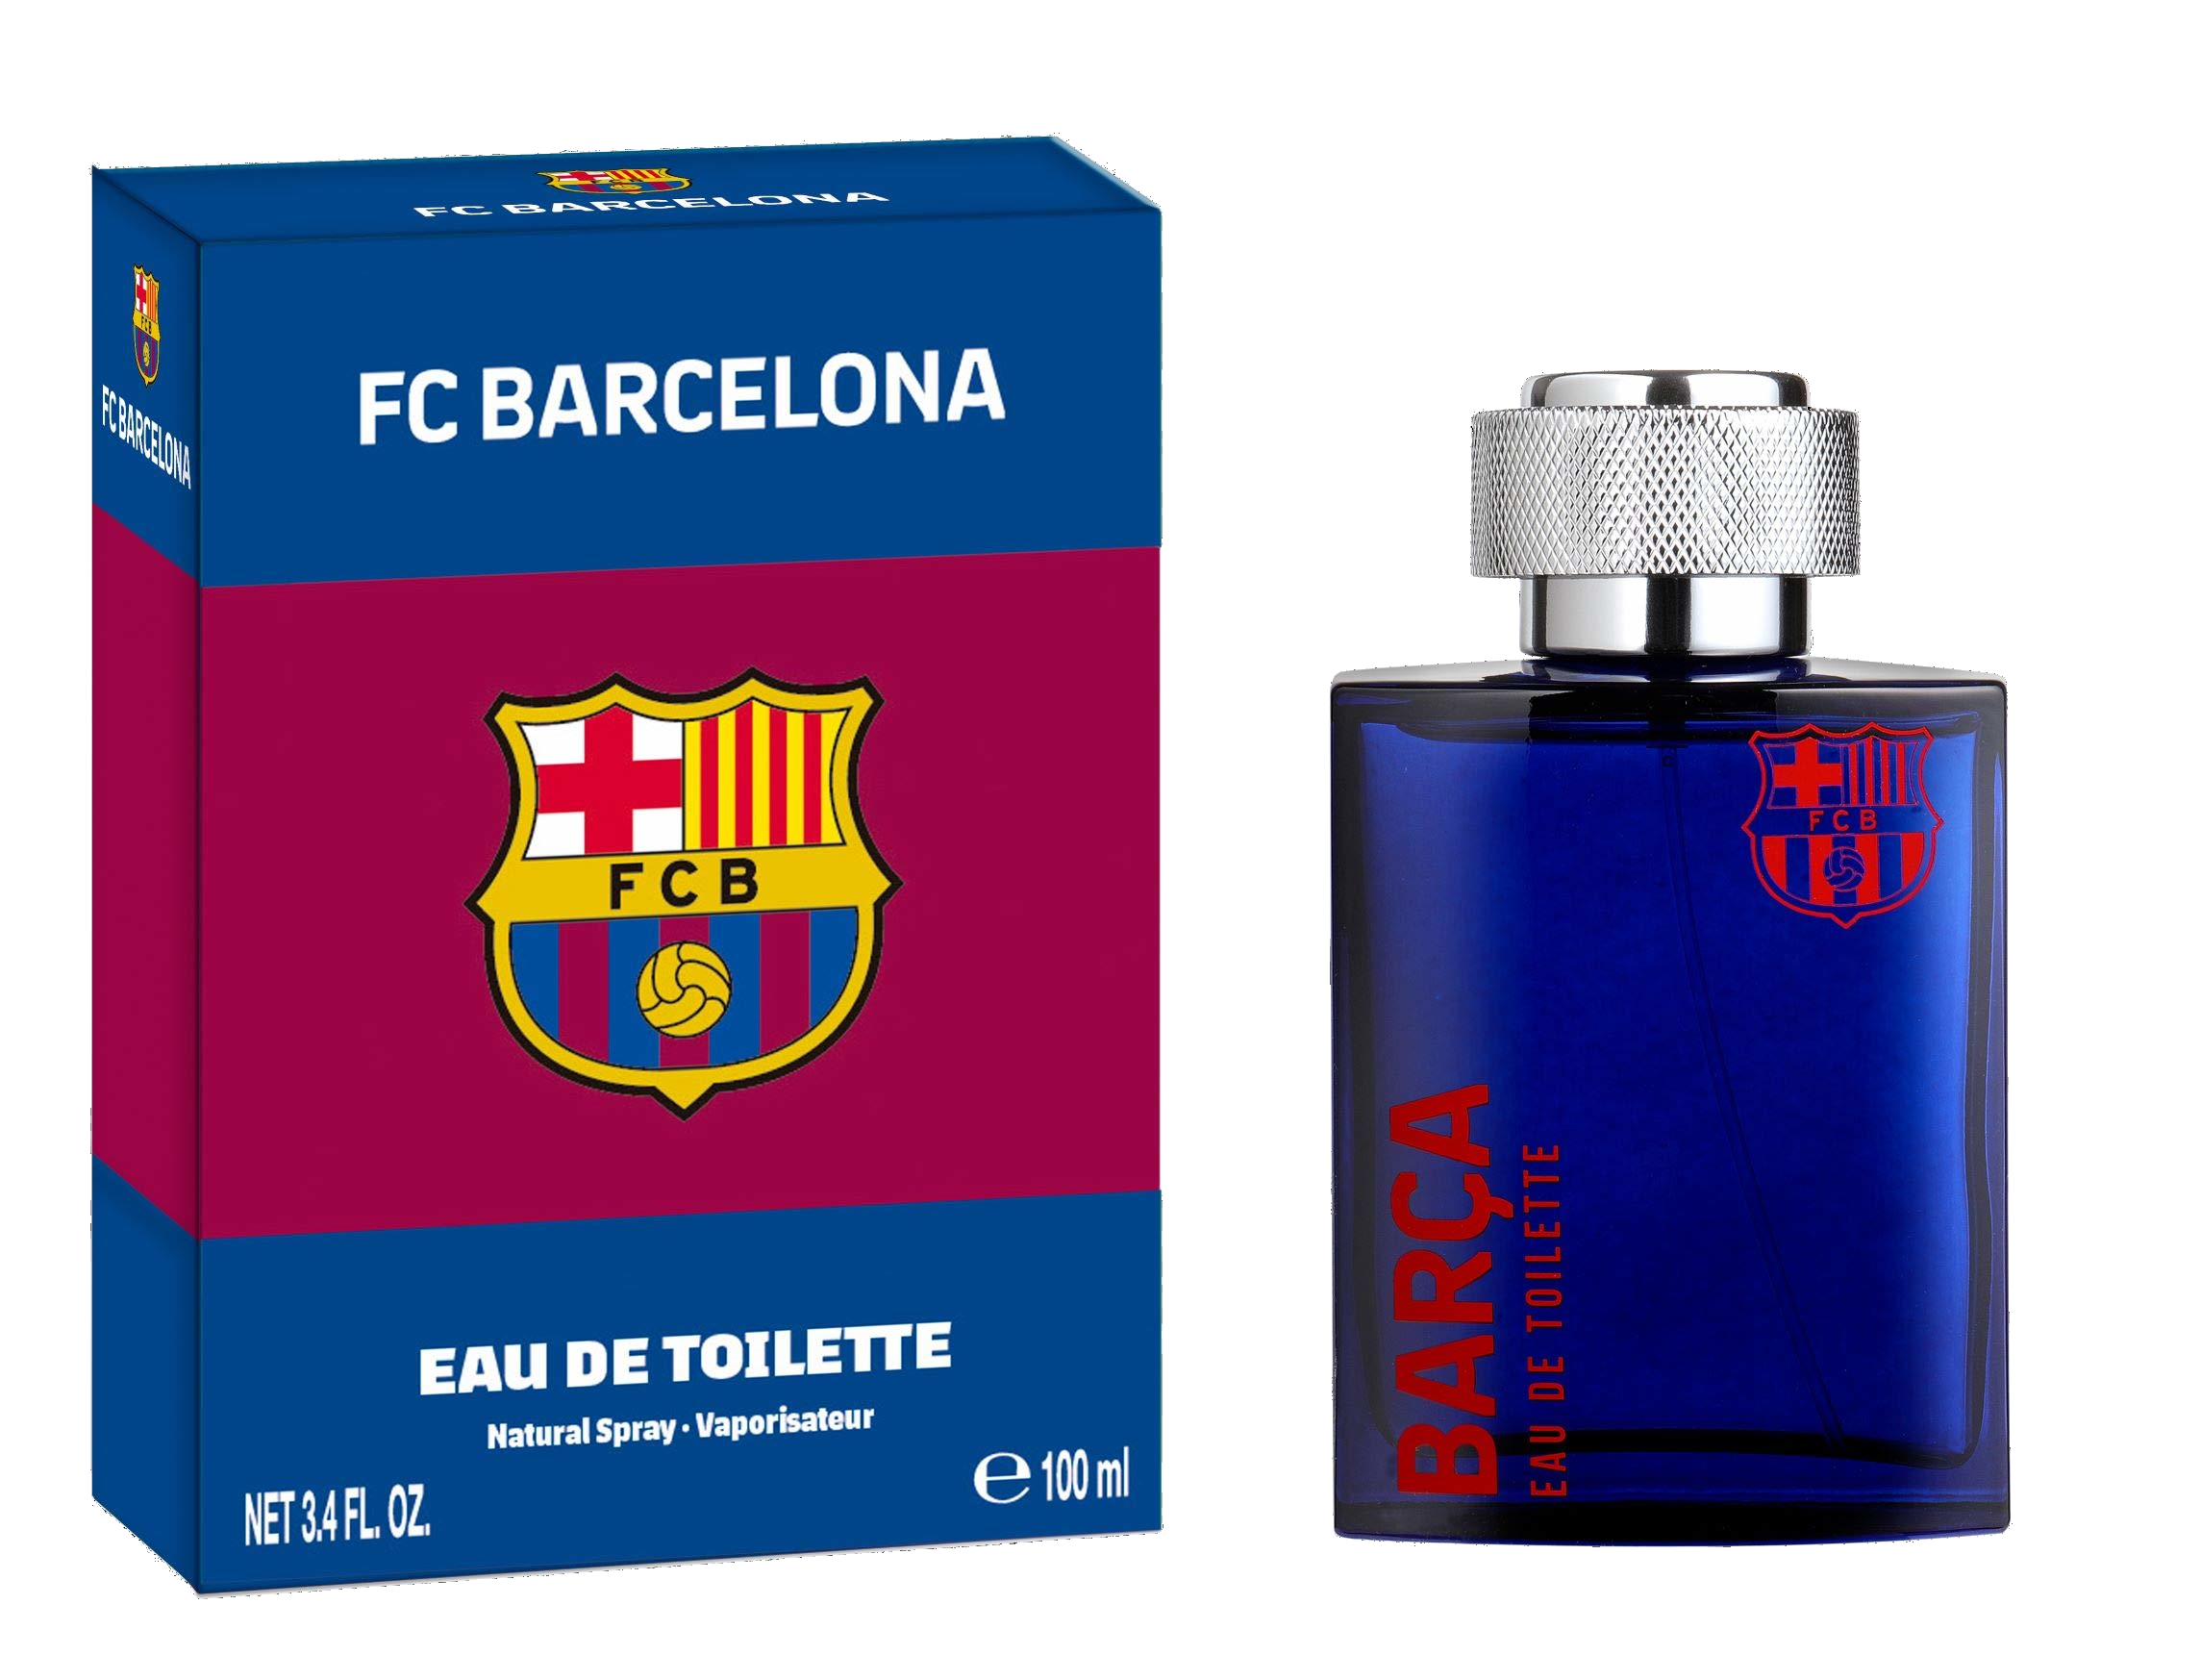 FC BARCELONA
FC BARCELONA
FC BARCELONA
FCB
FCB
EAU DE TOILETTE
Natural Spray · Vaporisateur
NET 3.4 FL. OZ.
℮ 100 ml
FCB
BARÇA
EAU DE TOILETTE